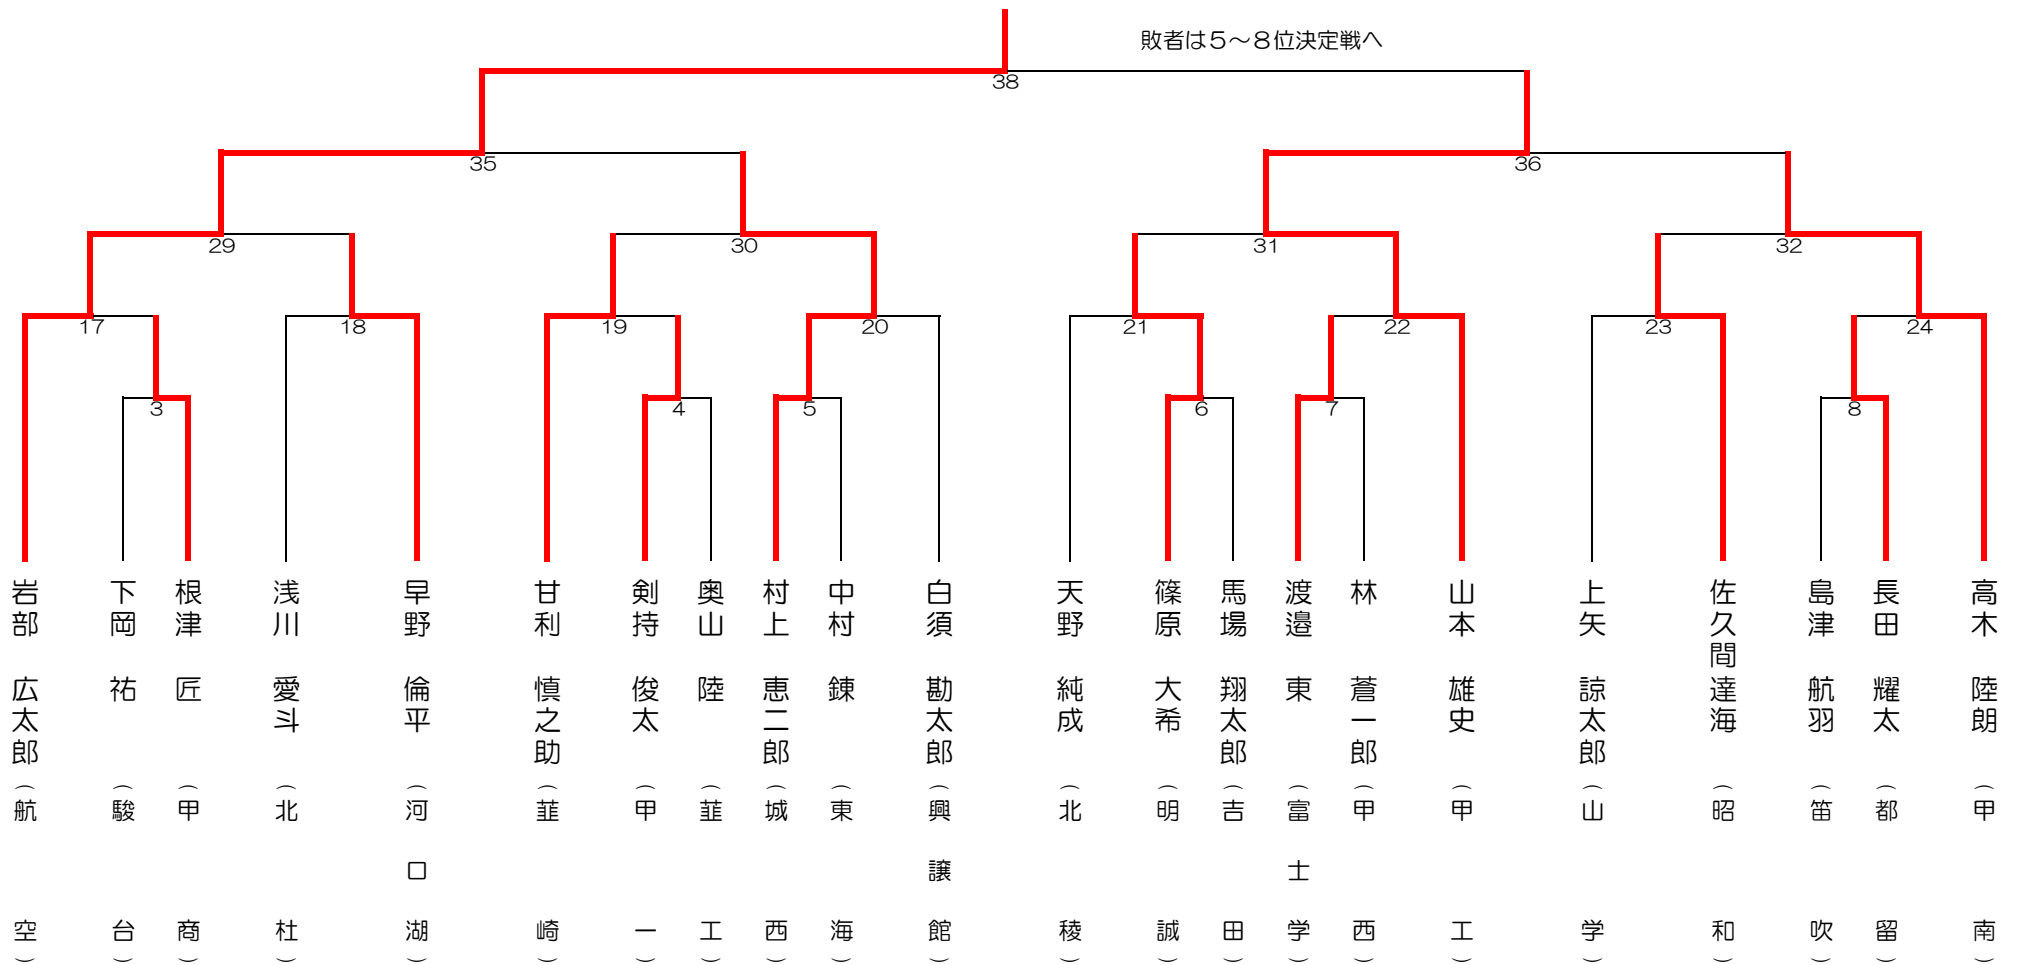 敗者は５～８位決定戦へ
38
35
36
29
30
31
32
17
18
19
20
21
22
23
24
3
4
5
6
7
8
岩部 広太郎（航空）
下岡 祐（駿台）
根津 匠（甲商）
浅川 愛斗（北杜）
早野 倫平（河口湖）
甘利 慎之助（韮崎）
剣持 俊太（甲一）
奥山 陸（韮工）
村上 恵二郎（城西）
中村 錬（東海）
白須 勘太郎（興譲館）
天野 純成（北稜）
篠原 大希（明誠）
馬場 翔太郎（吉田）
渡邉 東（富士学）
林 蒼一郎（甲西）
山本 雄史（甲工）
上矢 諒太郎（山学）
佐久間 達海（昭和）
島津 航羽（笛吹）
長田 耀太（都留）
高木 陸朗（甲南）